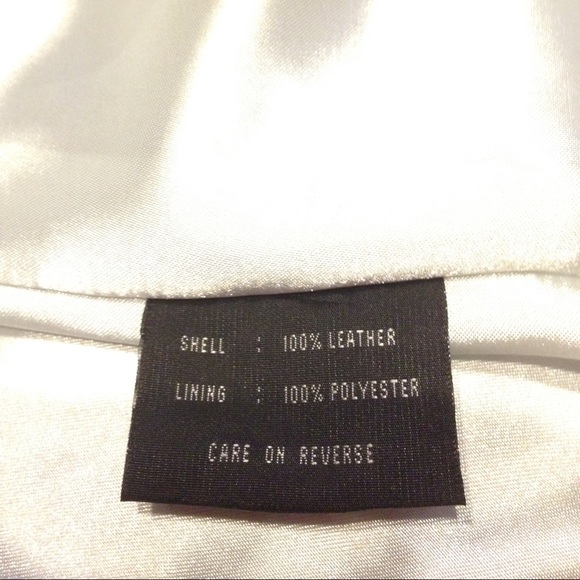 SHELL : 100% LEATHER
LINING : 100% POLYESTER
CARE ON REVERSE